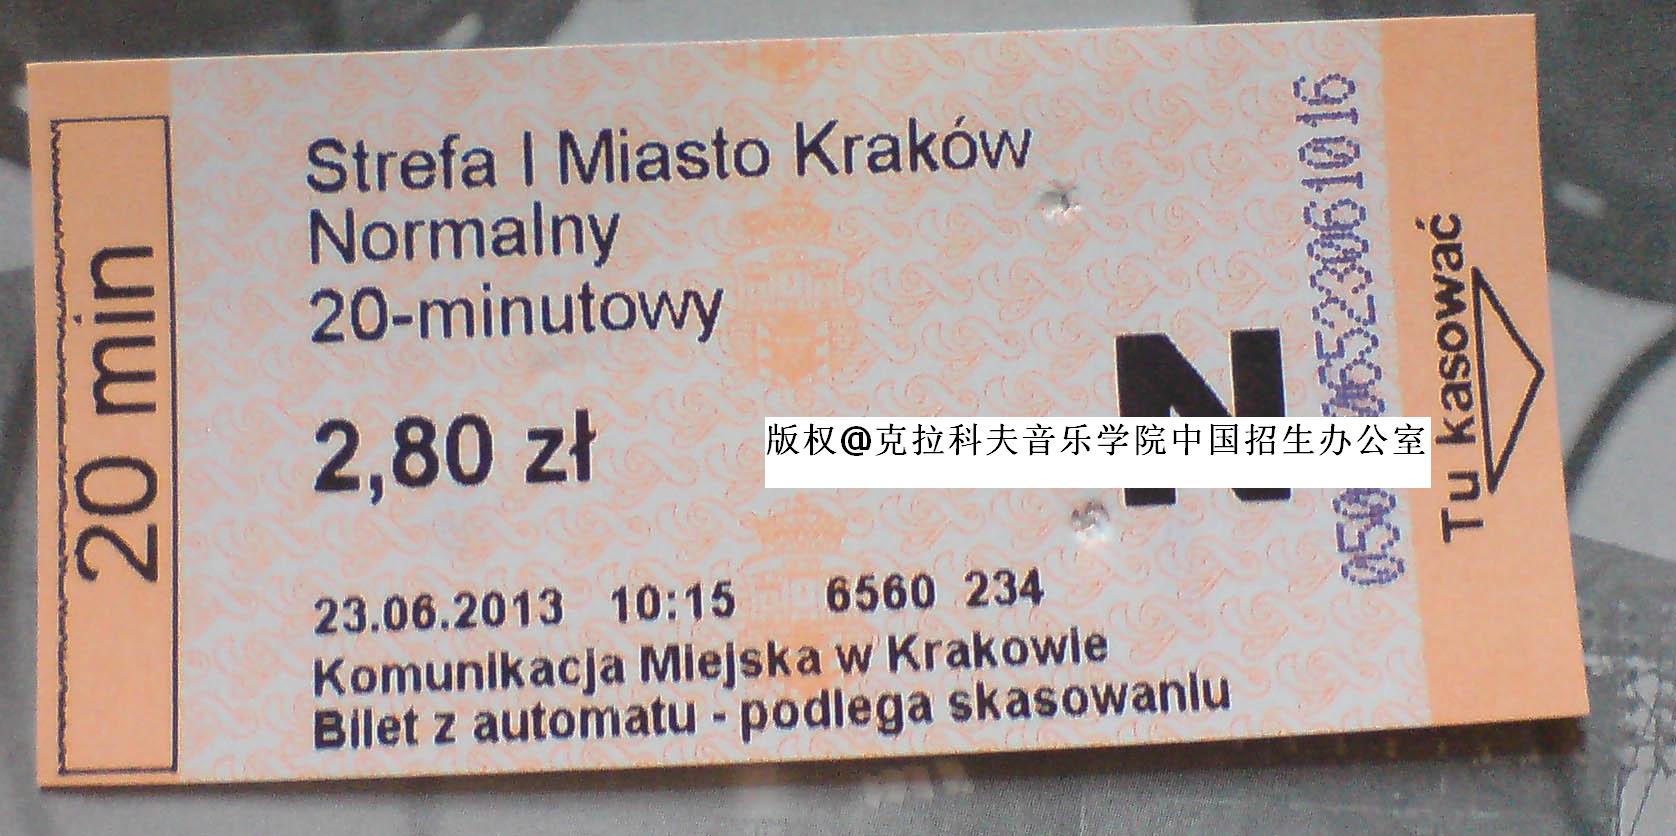 20 min
Strefa I Miasto Kraków
Normalny
20-minutowy
2,80 zł
N
版权@克拉科夫音乐学院中国招生办公室
23.06.2013 10:15 6560 234
Komunikacja Miejska w Krakowie
Bilet z automatu - podlega skasowaniu
Tu kasować